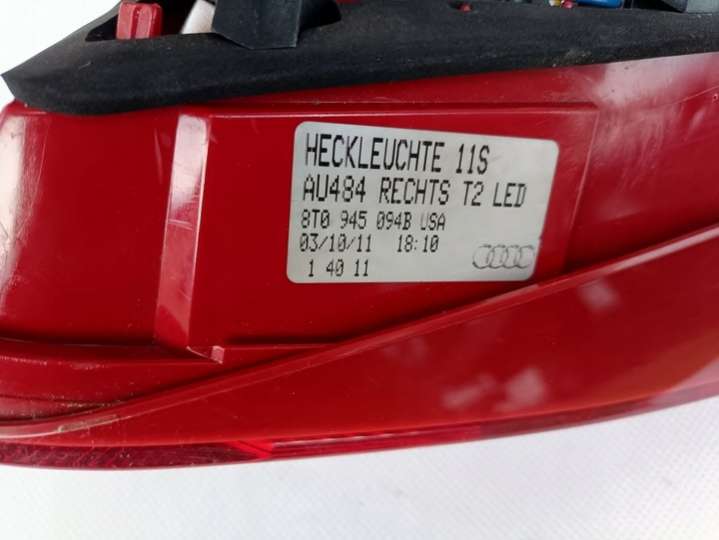 HECKLEUCHTE 11S
AU484 RECHTS T2 LED
8T0 945 094B USA
03/10/11 18:10
1 40 11